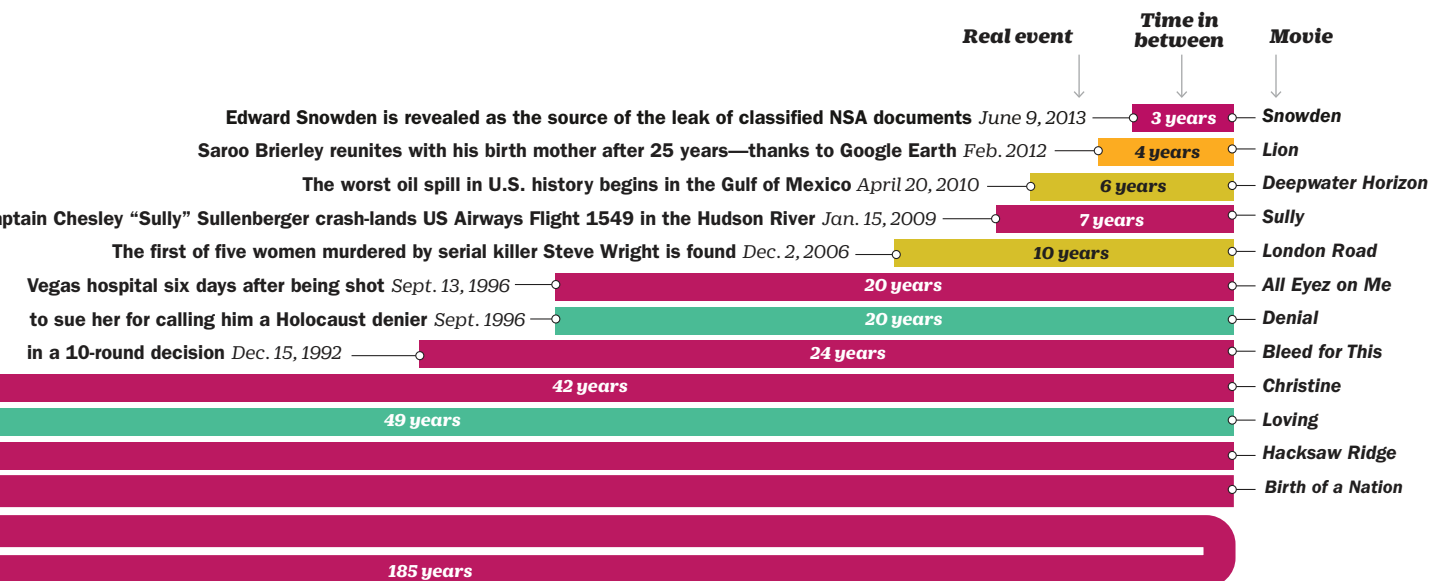 Real event
Time in
between
Movie
Edward Snowden is revealed as the source of the leak of classified NSA documents June 9, 2013 3 years Snowden
Saroo Brierley reunites with his birth mother after 25 years—thanks to Google Earth Feb. 2012 4 years Lion
The worst oil spill in U.S. history begins in the Gulf of Mexico April 20, 2010 6 years Deepwater Horizon
Chesley “Sully” Sullenberger crash-lands US Airways Flight 1549 in the Hudson River Jan. 15, 2009 7 years Sully
The first of five women murdered by serial killer Steve Wright is found Dec. 2, 2006 10 years London Road
Vegas hospital six days after being shot Sept. 13, 1996 20 years All Eyez on Me
to sue her for calling him a Holocaust denier Sept. 1996 20 years Denial
in a 10-round decision Dec. 15, 1992 24 years Bleed for This
42 years Christine
49 years Loving
Hacksaw Ridge
Birth of a Nation
185 years